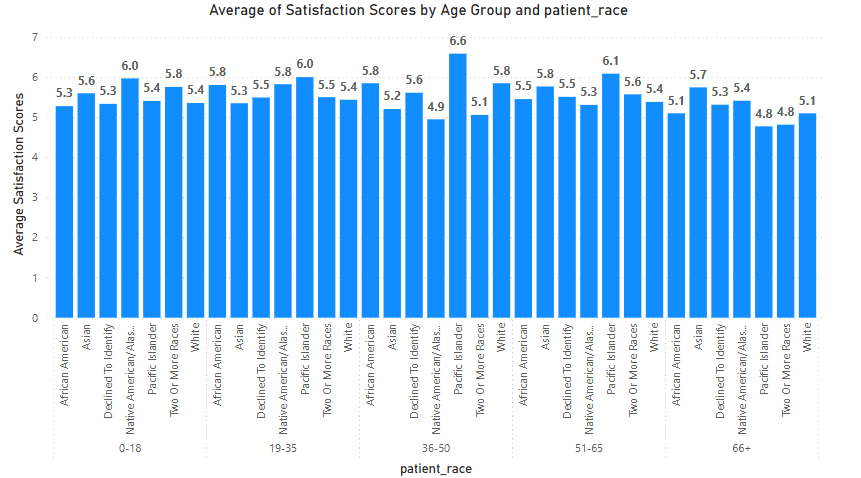 Average of Satisfaction Scores by Age Group and patient_race
Average Satisfaction Scores
7
6
5
4
3
2
1
0
5.3
5.6
5.3
6.0
5.4
5.8
5.4
5.8
5.3
5.5
5.8
6.0
5.5
5.4
5.8
5.2
5.6
4.9
6.6
5.1
5.8
5.5
5.8
5.5
5.3
6.1
5.6
5.4
5.1
5.7
5.3
5.4
4.8
4.8
5.1
African American
Asian
Declined To Identify
Native American/Alas...
Pacific Islander
Two Or More Races
White
African American
Asian
Declined To Identify
Native American/Alas...
Pacific Islander
Two Or More Races
White
African American
Asian
Declined To Identify
Native American/Alas...
Pacific Islander
Two Or More Races
White
African American
Asian
Declined To Identify
Native American/Alas...
Pacific Islander
Two Or More Races
White
African American
Asian
Declined To Identify
Native American/Alas...
Pacific Islander
Two Or More Races
White
0-18
19-35
36-50
51-65
66+
patient_race